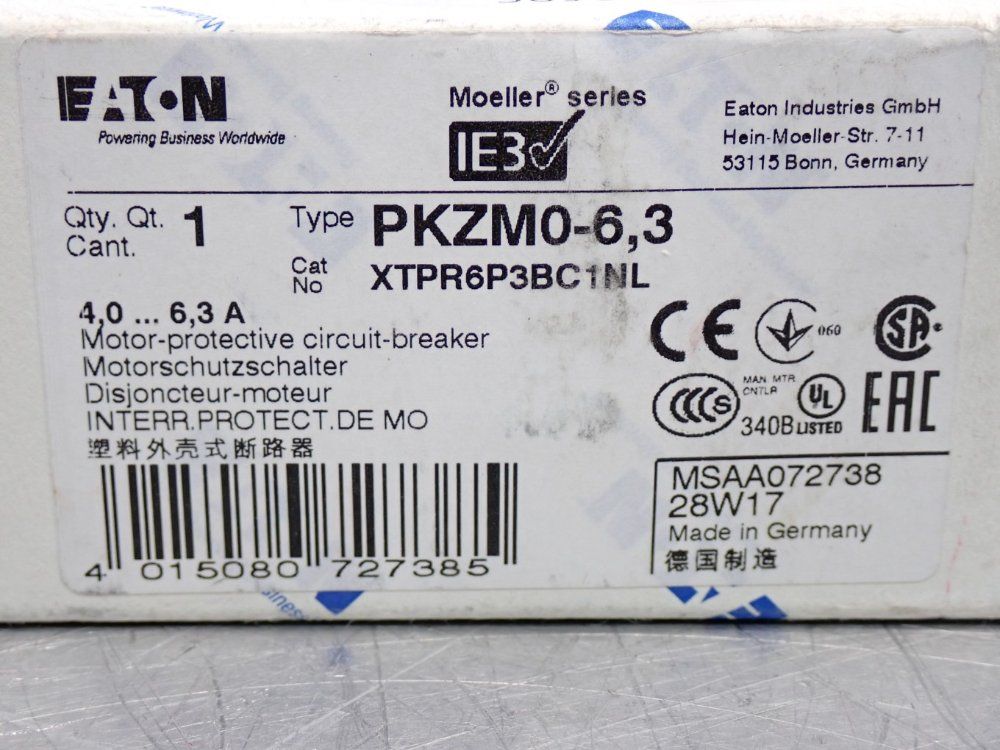 EATON
Powering Business Worldwide
Moeller® series
IE3
Eaton Industries GmbH
Hein-Moeller-Str. 7-11
53115 Bonn, Germany
Qty. Qt. 1
Cant.
Type PKZM0-6,3
Cat No XTPR6P3BC1NL
4,0 ... 6,3 A
Motor-protective circuit-breaker
Motorschutzschalter
Disjoncteur-moteur
INTERR.PROTECT.DE MO
塑料外壳式断路器
CE
060
SA
CCC S
MAN. MTR
CNTLR
340B
UL
LISTED
EAC
4 015080 727385
MSAA072738
28W17
Made in Germany
德国制造